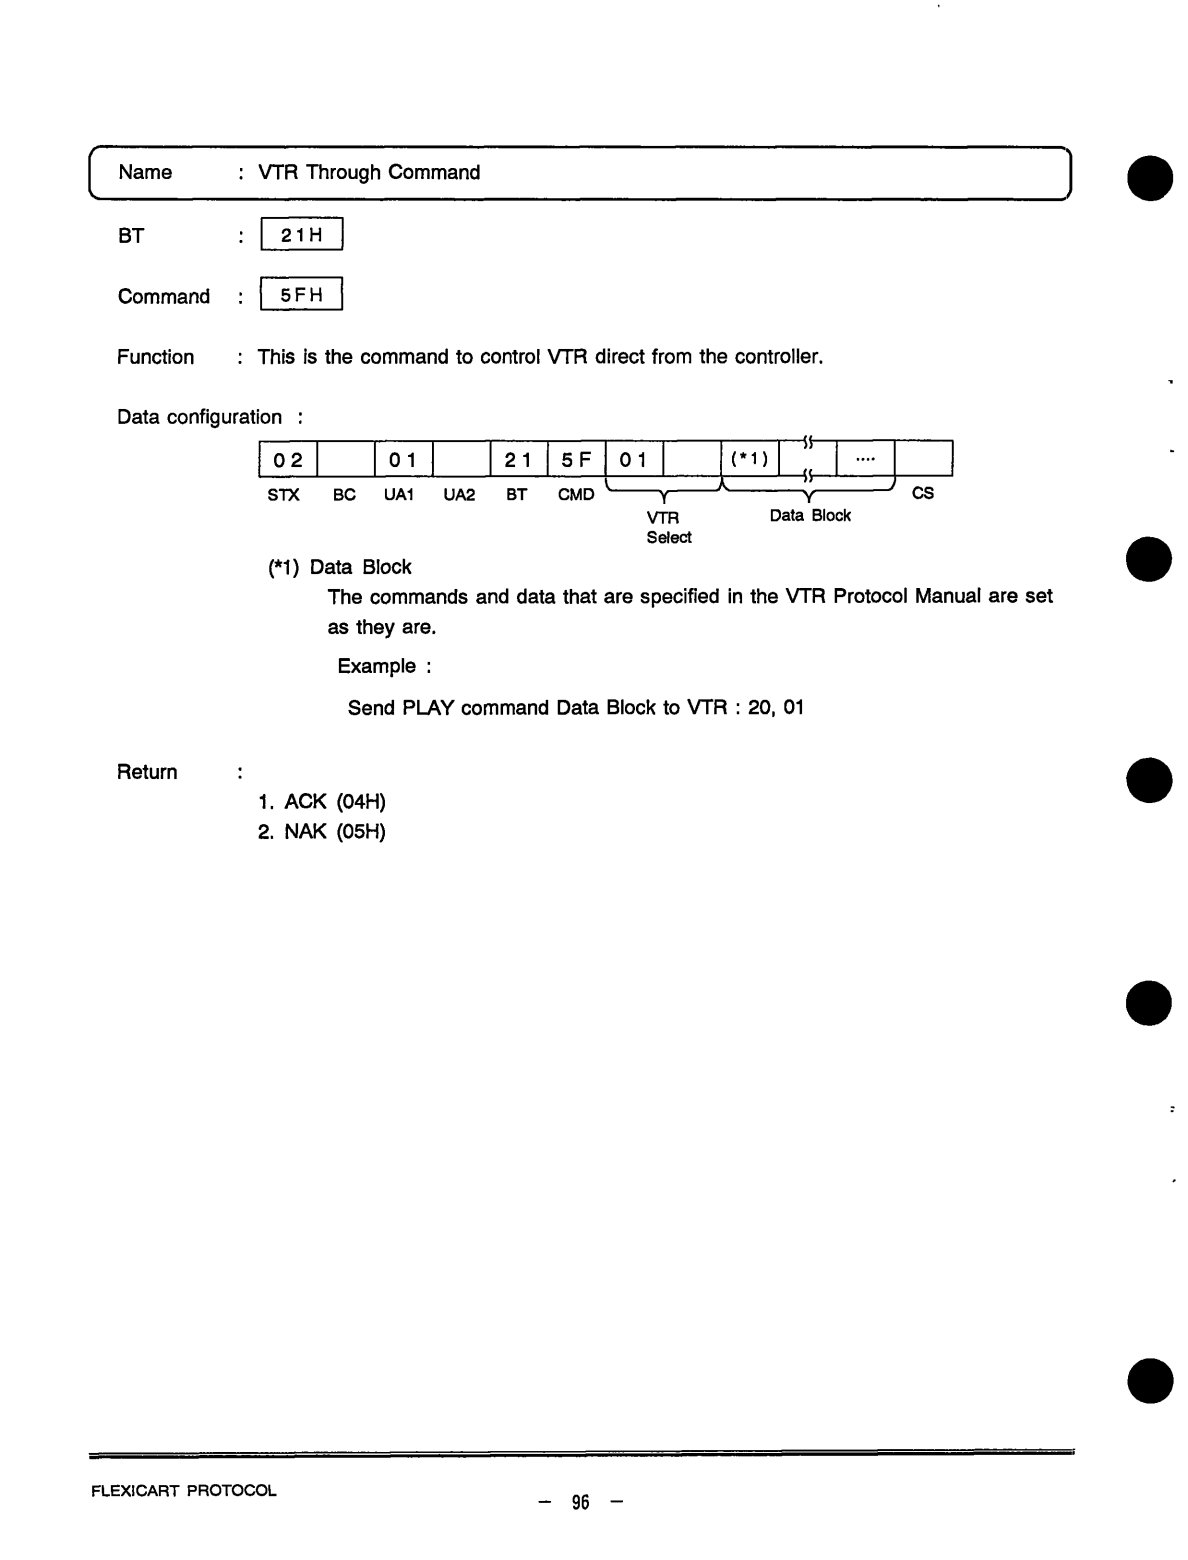 Name : VTR Through Command
BT : 21H
Command : 5FH
Function : This is the command to control VTR direct from the controller.
Data configuration :
02 01 21 5F 01 (*1) ....
STX BC UA1 UA2 BT CMD VTR Select Data Block CS
(*1) Data Block
The commands and data that are specified in the VTR Protocol Manual are set
as they are.
Example :
Send PLAY command Data Block to VTR : 20, 01
Return :
1. ACK (04H)
2. NAK (05H)
FLEXICART PROTOCOL
– 96 –